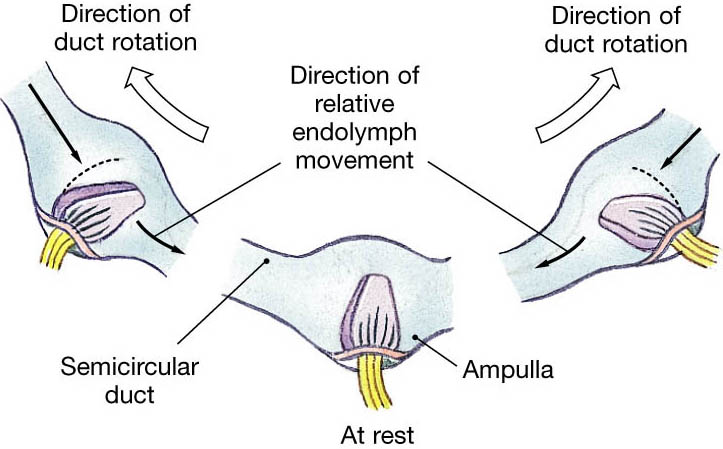 Direction of
duct rotation
Direction of
duct rotation
Direction of
relative
endolymph
movement
Semicircular
duct
Ampulla
At rest